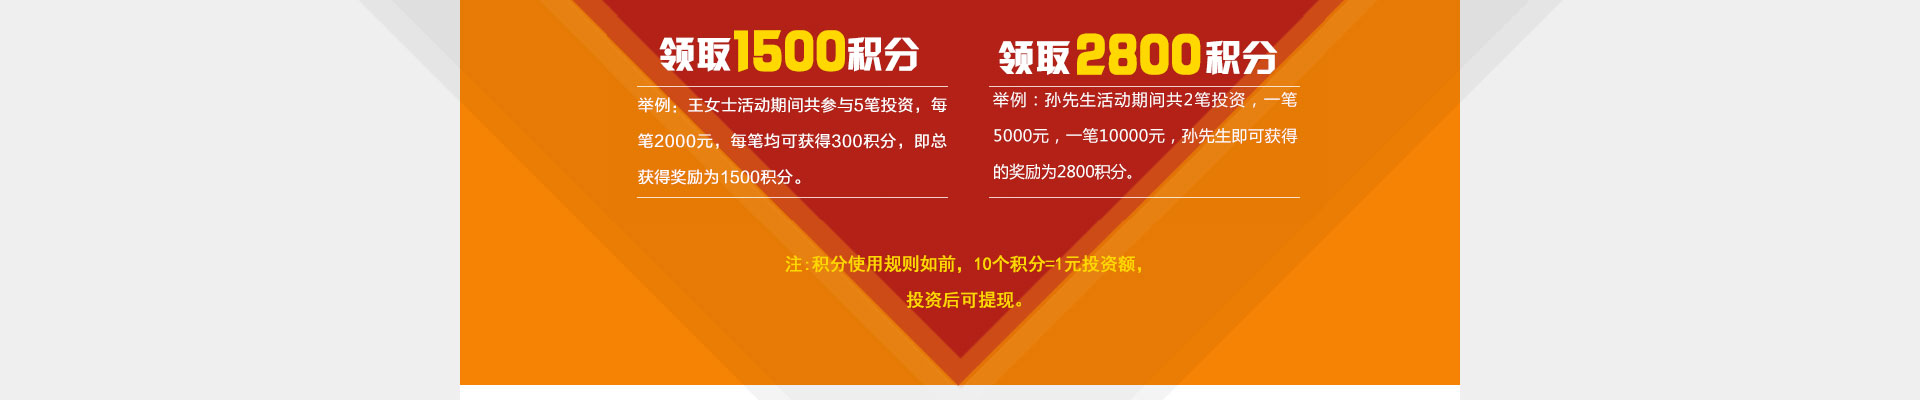 领取1500积分
举例：王女士活动期间共参与5笔投资，每
笔2000元，每笔均可获得300积分，即总
获得奖励为1500积分。
领取2800积分
举例：孙先生活动期间共2笔投资，一笔
5000元，一笔10000元，孙先生即可获得
的奖励为2800积分。
注:积分使用规则如前，10个积分=1元投资额，
投资后可提现。